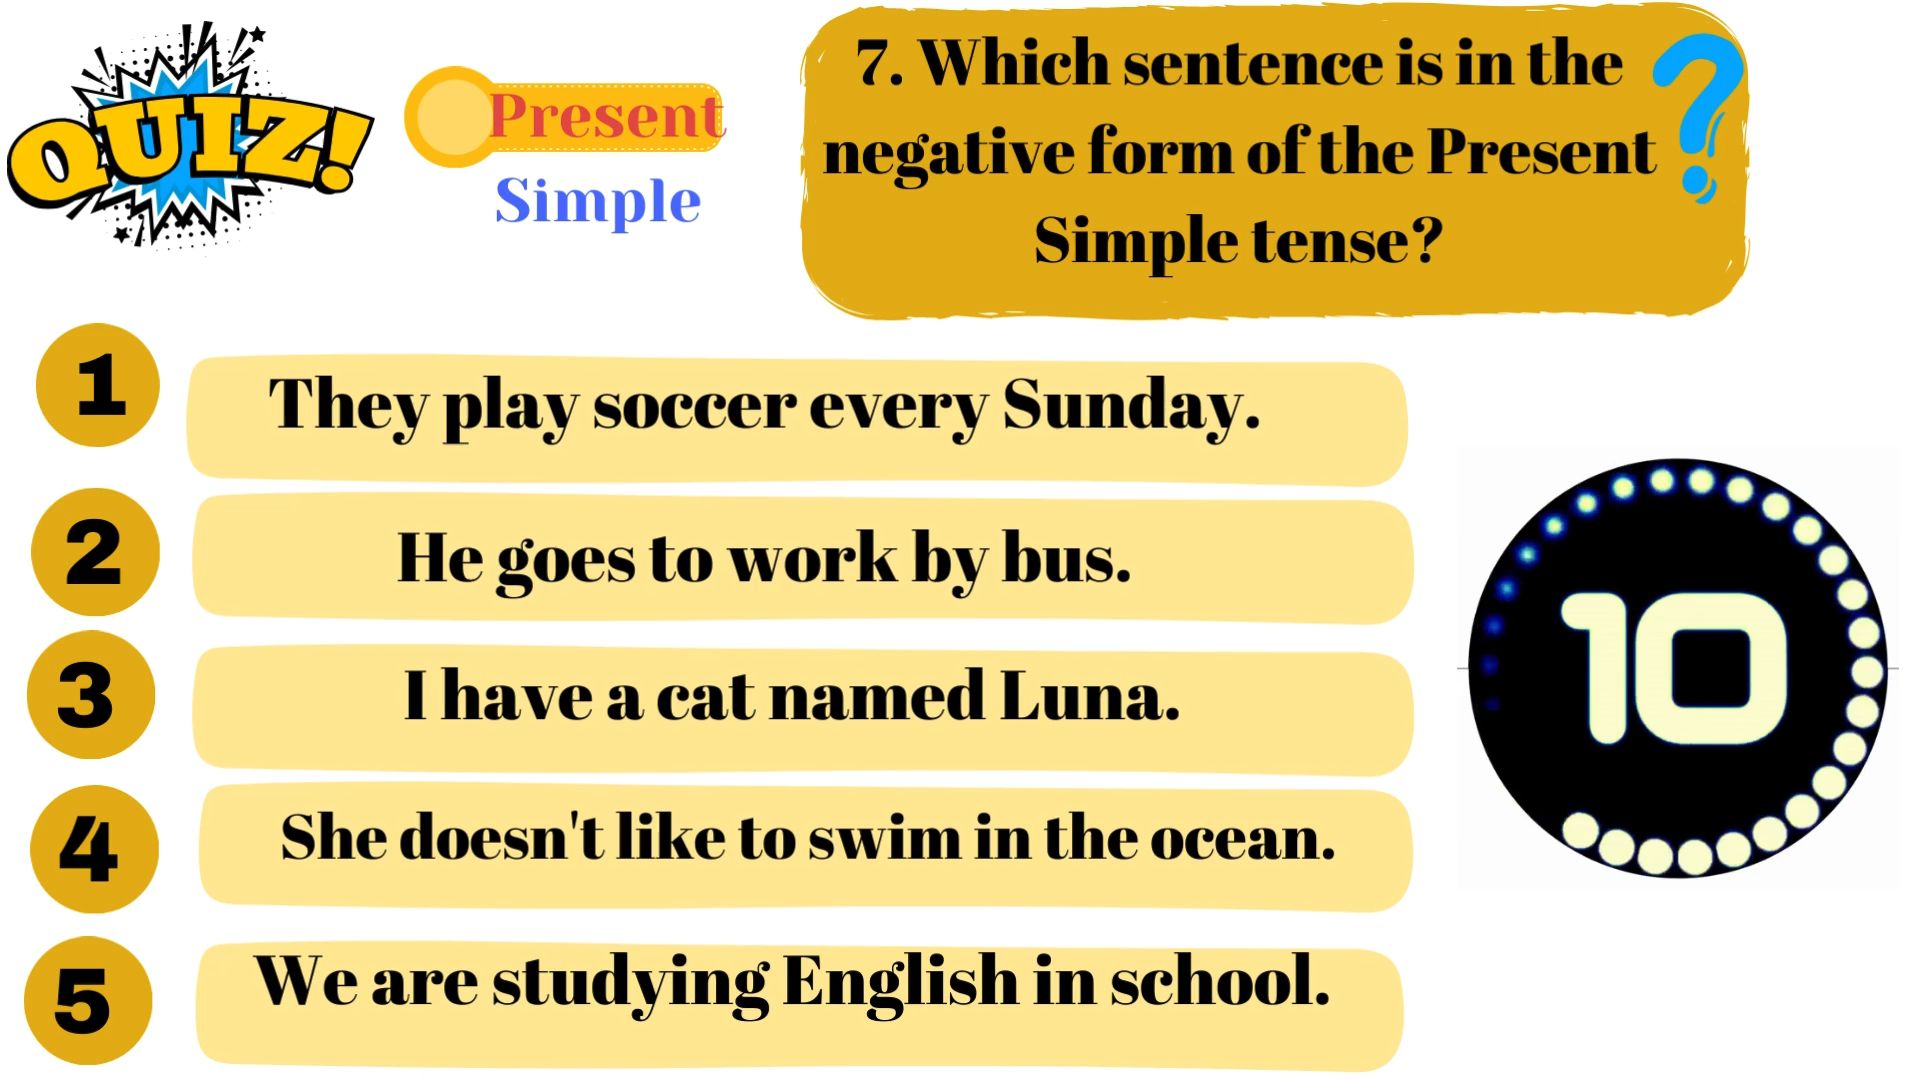 QUIZ!
Present
Simple
7. Which sentence is in the
negative form of the Present
Simple tense?
?
1
They play soccer every Sunday.
2
He goes to work by bus.
3
I have a cat named Luna.
4
She doesn't like to swim in the ocean.
5
We are studying English in school.
10